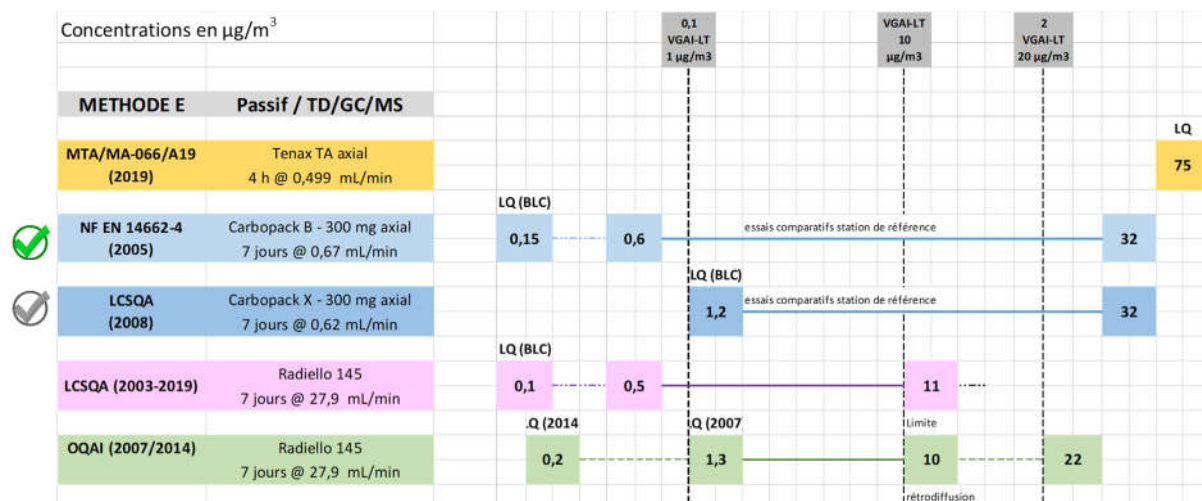 Concentrations en µg/m³
0,1
VGAI-LT
1 µg/m3
VGAI-LT
10
µg/m3
2
VGAI-LT
20 µg/m3
METHODE E Passif / TD/GC/MS
LQ
MTA/MA-066/A19
(2019)
Tenax TA axial
4 h @ 0,499 mL/min
75
LQ (BLC)
NF EN 14662-4
(2005)
Carbopack B - 300 mg axial
7 jours @ 0,67 mL/min
0,15
0,6
essais comparatifs station de référence
32
LQ (BLC)
LCSQA
(2008)
Carbopack X - 300 mg axial
7 jours @ 0,62 mL/min
1,2
essais comparatifs station de référence
32
LQ (BLC)
LCSQA (2003-2019)
Radiello 145
7 jours @ 27,9 mL/min
0,1
0,5
11
.Q (2014
.Q (2007)
Limite
OQAI (2007/2014)
Radiello 145
7 jours @ 27,9 mL/min
0,2
1,3
10
22
rétrodiffusion